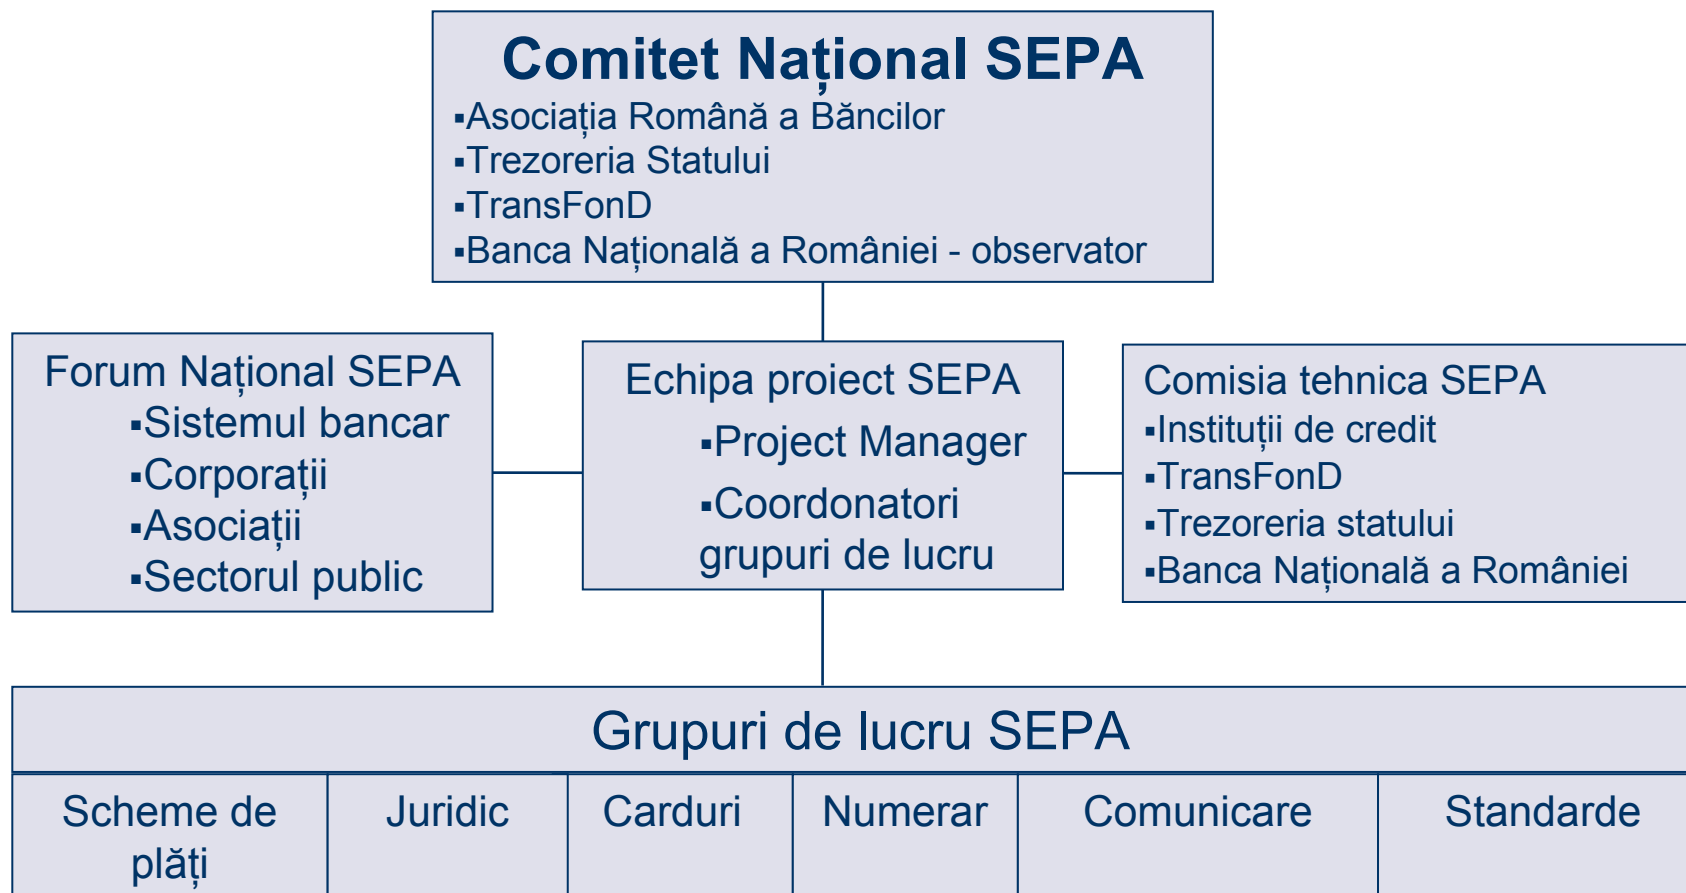 Comitet Național SEPA
▪Asociația Română a Băncilor
▪Trezoreria Statului
▪TransFonD
▪Banca Națională a României - observator
Forum Național SEPA
▪Sistemul bancar
▪Corporații
▪Asociații
▪Sectorul public
Echipa proiect SEPA
▪Project Manager
▪Coordonatori
grupuri de lucru
Comisia tehnica SEPA
▪Instituții de credit
▪TransFonD
▪Trezoreria statului
▪Banca Națională a României
Grupuri de lucru SEPA
Scheme de
plăți
Juridic
Carduri
Numerar
Comunicare
Standarde